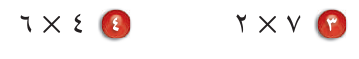 ٣ ٧ × ٢
٤ ٤ × ٦